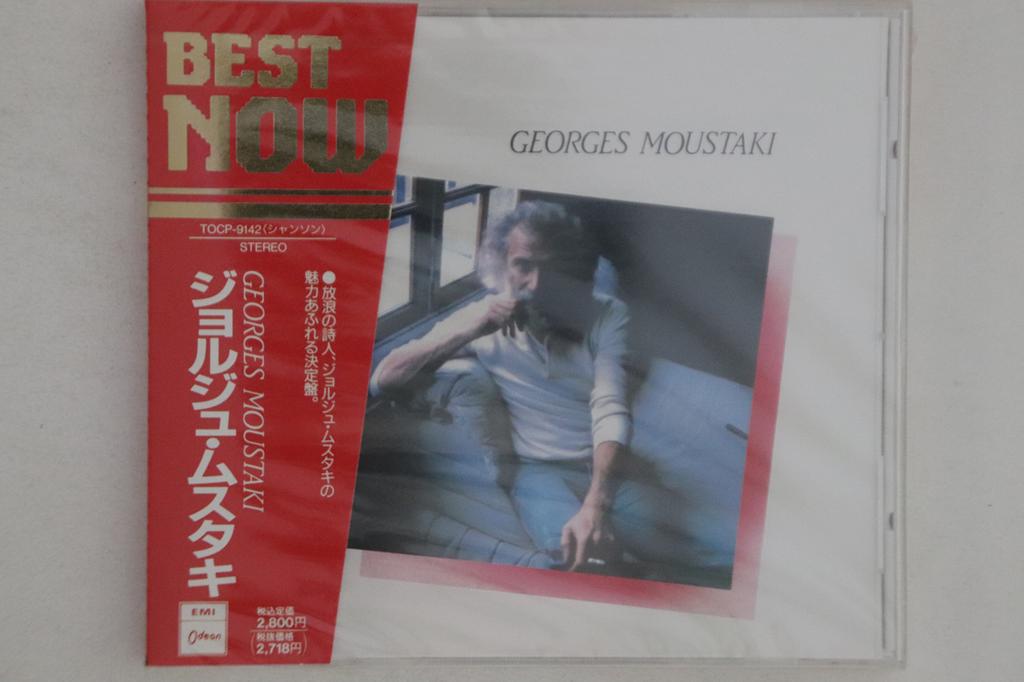 BEST
NOW
TOCP-9142〈シャンソン〉
STEREO
●放浪の詩人、ジョルジュ・ムスタキの
魅力あふれる決定盤。
GEORGES MOUSTAKI
ジョルジュ・ムスタキ
EMI
Odeon
税込定価
2,800円
(税抜価格
2,718円)
GEORGES MOUSTAKI